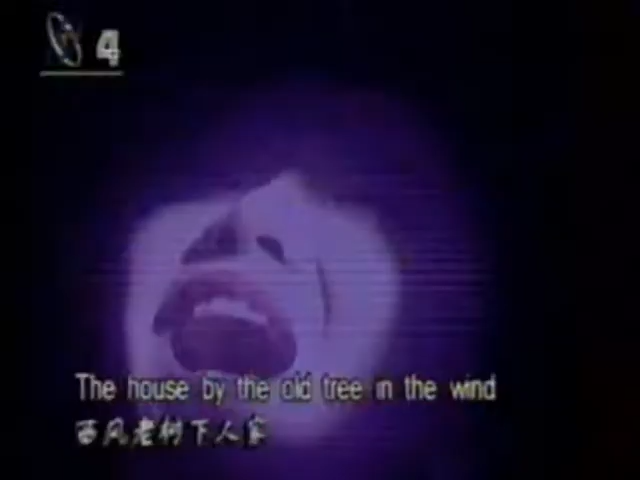 4
The house by the old tree in the wind
西风老树下人家